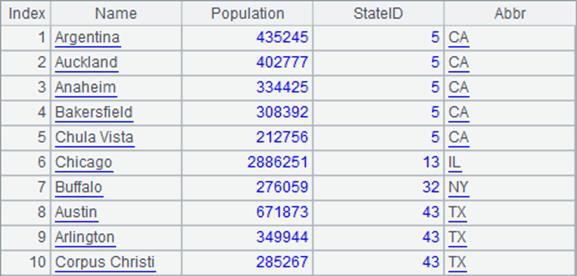 Index Name Population StateID Abbr
1 Argentina 435245 5 CA
2 Auckland 402777 5 CA
3 Anaheim 334425 5 CA
4 Bakersfield 308392 5 CA
5 Chula Vista 212756 5 CA
6 Chicago 2886251 13 IL
7 Buffalo 276059 32 NY
8 Austin 671873 43 TX
9 Arlington 349944 43 TX
10 Corpus Christi 285267 43 TX